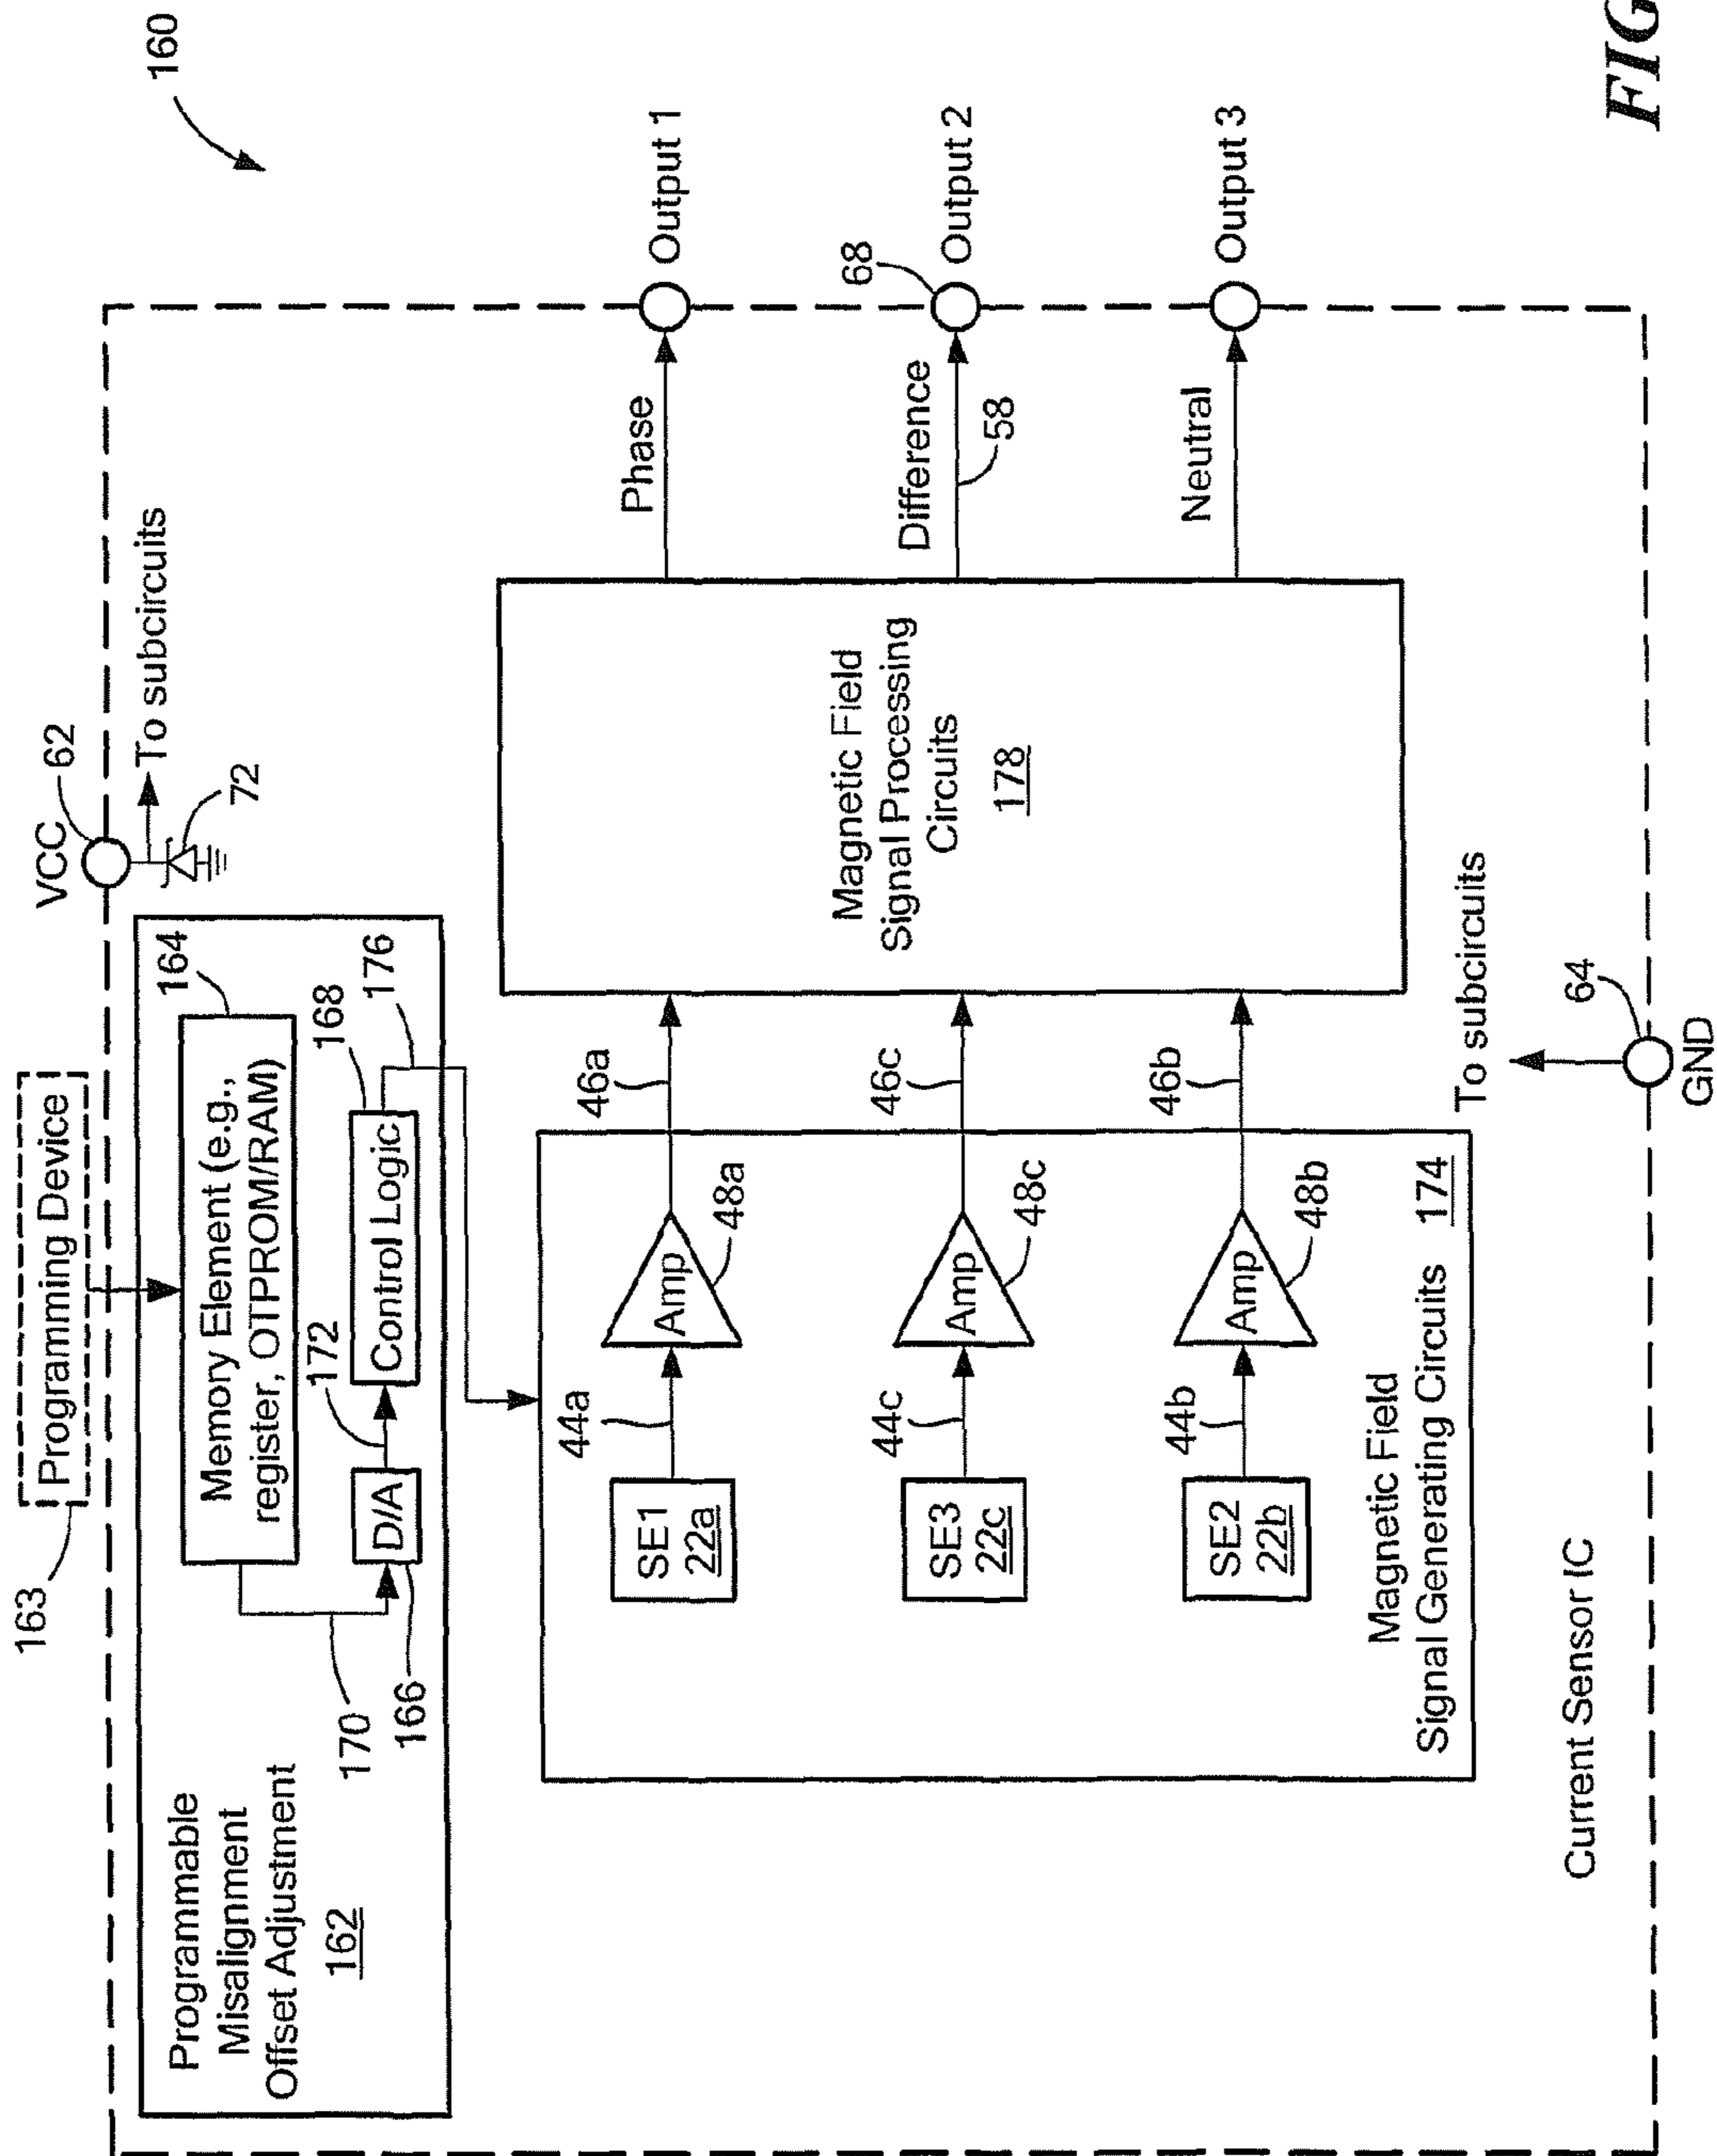 163
Programming Device
VCC
62
To subcircuits
72
160
Programmable
Misalignment
Offset Adjustment
162
Memory Element (e.g.,
register, OTPROM/RAM)
164
170
166
D/A
172
Control Logic
168
176
SE1
22a
44a
Amp
48a
46a
SE3
22c
44c
Amp
48c
46c
SE2
22b
44b
Amp
48b
46b
Magnetic Field
Signal Generating Circuits 174
Magnetic Field
Signal Processing
Circuits
178
Phase
Output 1
Difference
58
68
Output 2
Neutral
Output 3
To subcircuits
64
GND
Current Sensor IC
FIG